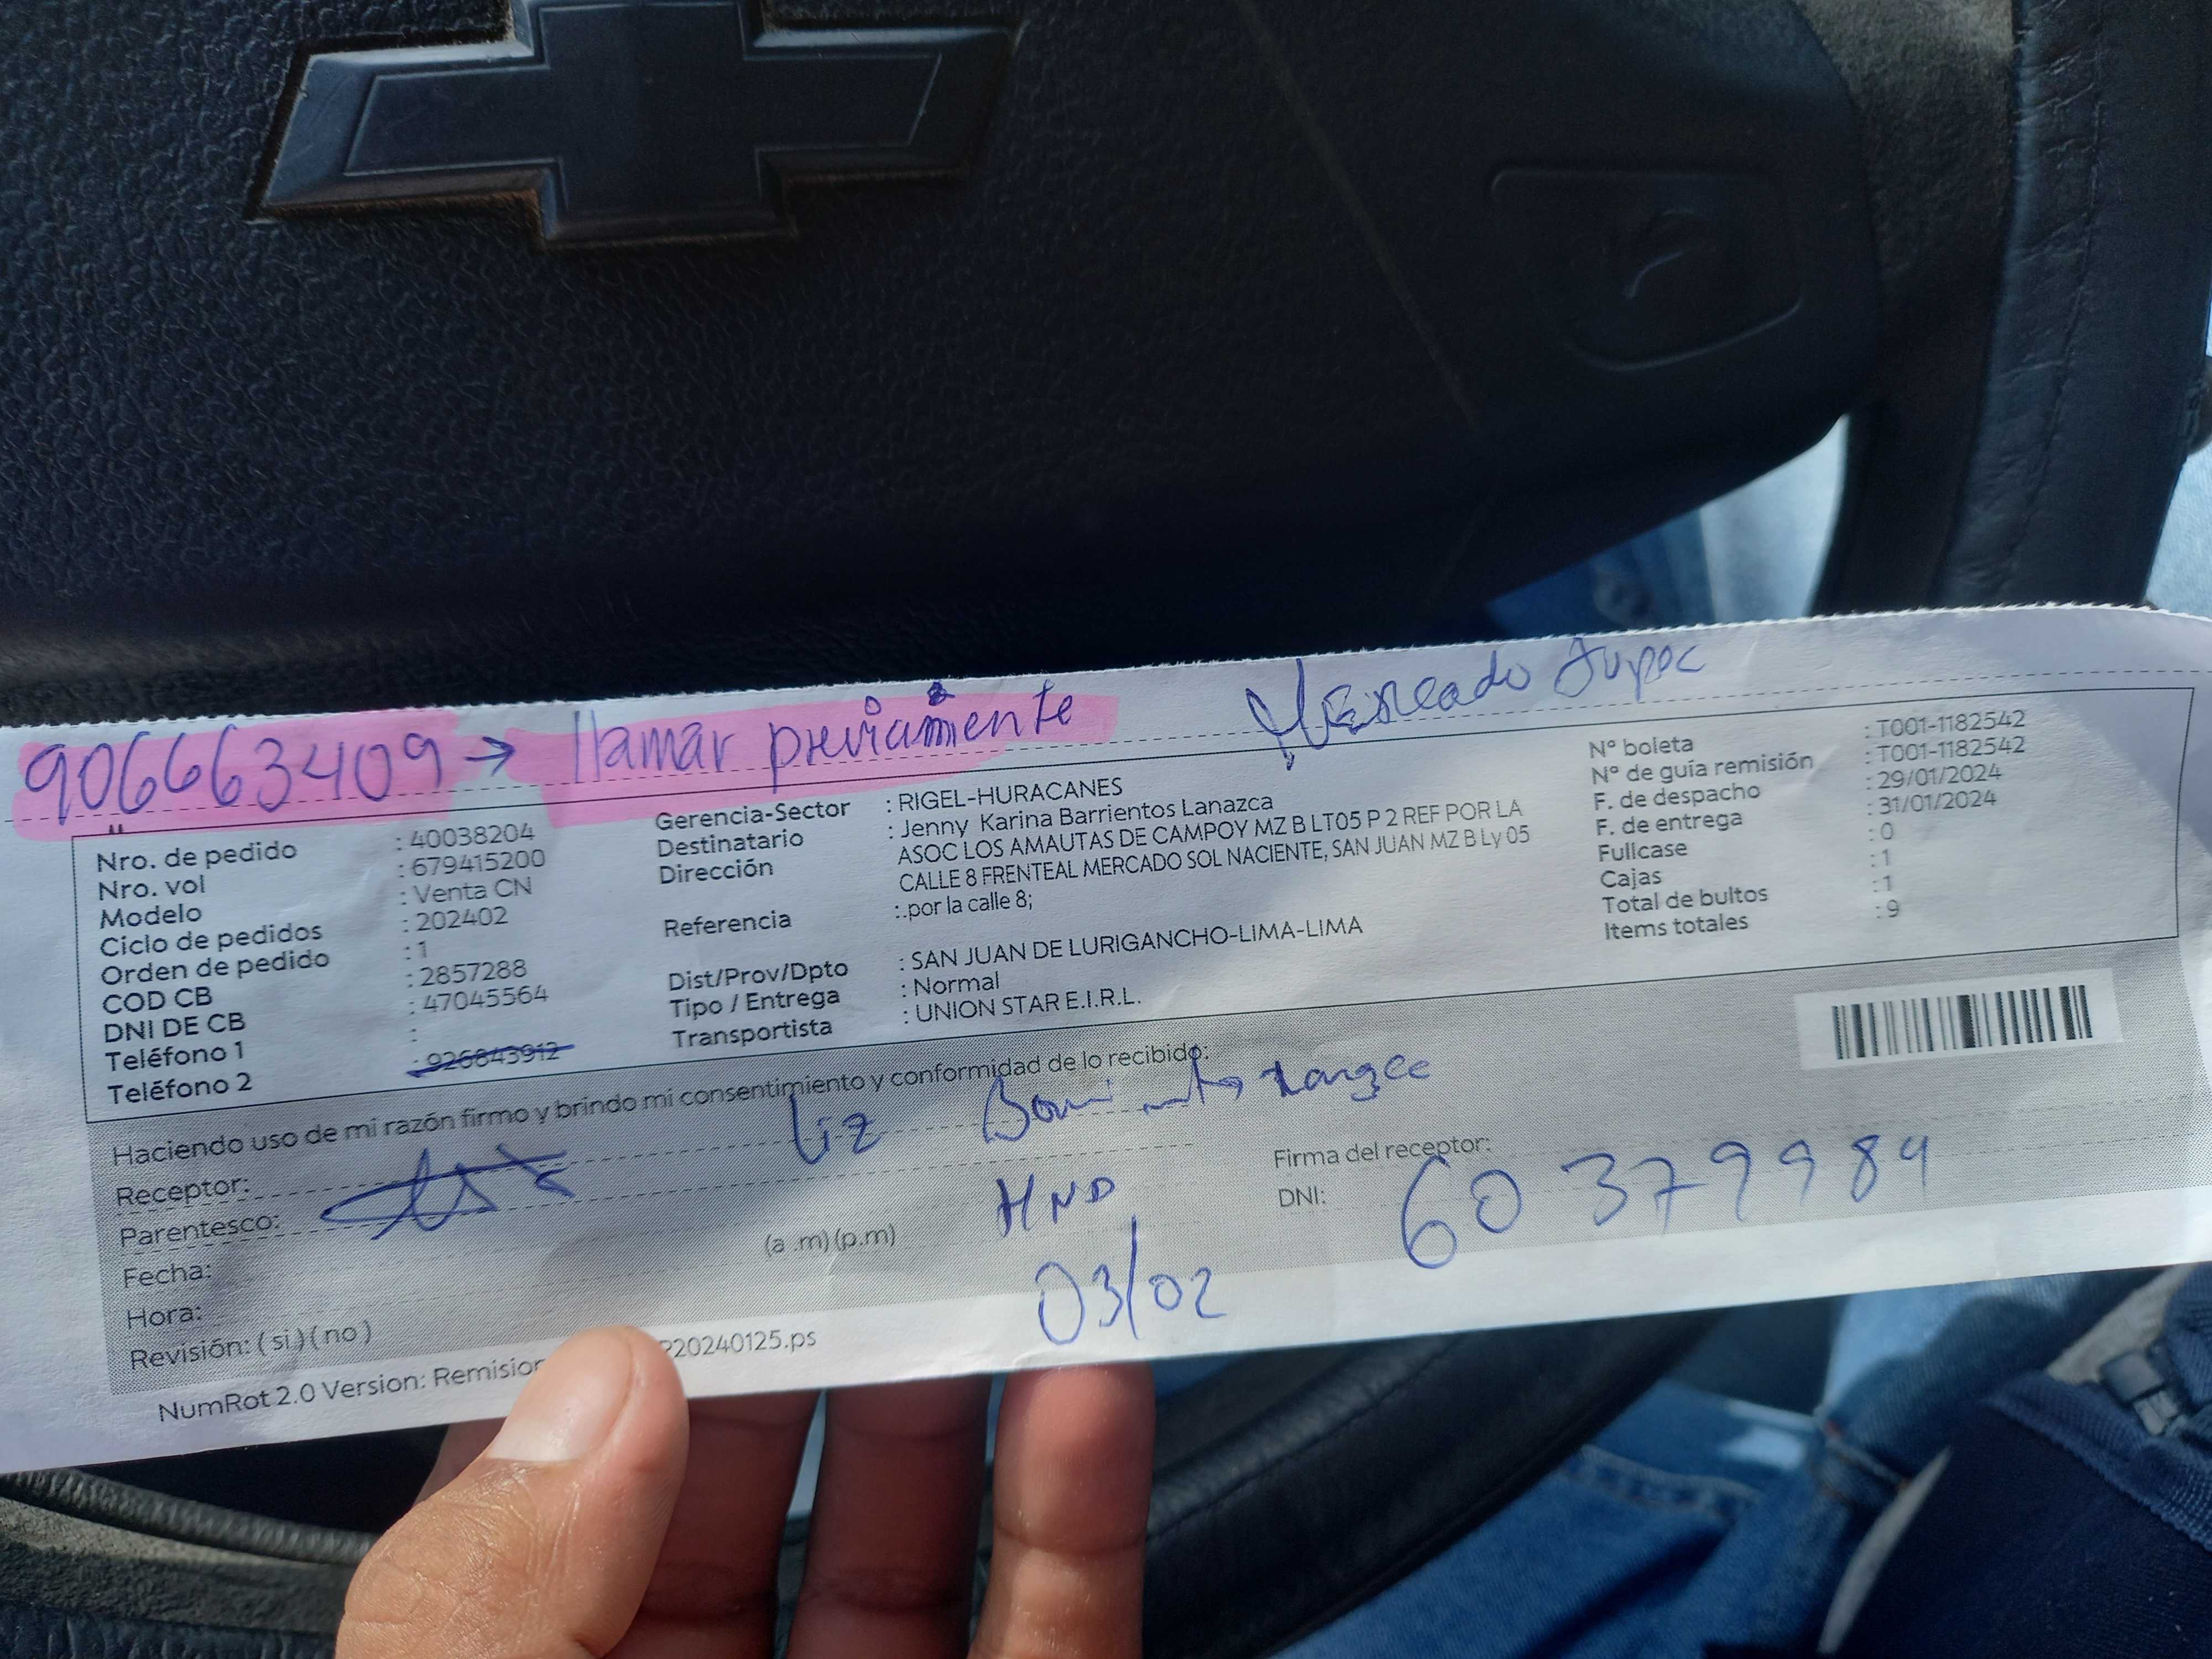 906663409 → llamar previamente Mercado Tupac
Nro. de pedido : 40038204
Nro. vol : 679415200
Modelo : Venta CN
Ciclo de pedidos : 202402
Orden de pedido : 1
COD CB : 2857288
DNI DE CB : 47045564
Teléfono 1 :
Teléfono 2 : 926843912
Gerencia-Sector : RIGEL-HURACANES
Destinatario : Jenny Karina Barrientos Lanazca
Dirección ASOC LOS AMAUTAS DE CAMPOY MZ B LT05 P 2 REF POR LA
CALLE 8 FRENTEAL MERCADO SOL NACIENTE, SAN JUAN MZ B Ly 05
Referencia :.por la calle 8;
Dist/Prov/Dpto : SAN JUAN DE LURIGANCHO-LIMA-LIMA
Tipo / Entrega : Normal
Transportista : UNION STAR E.I.R.L.
N° boleta : T001-1182542
N° de guía remisión : T001-1182542
F. de despacho : 29/01/2024
F. de entrega : 31/01/2024
Fullcase : 0
Cajas : 1
Total de bultos : 1
Items totales : 9
Haciendo uso de mi razón firmo y brindo mi consentimiento y conformidad de lo recibido:
Receptor: Liz
Parentesco: HND
Fecha: 03/02
Hora: (a .m) (p.m)
Revisión: ( si ) ( no )
Firma del receptor:
DNI: 60379989
NumRot 2.0 Version: Remision 20240125.ps